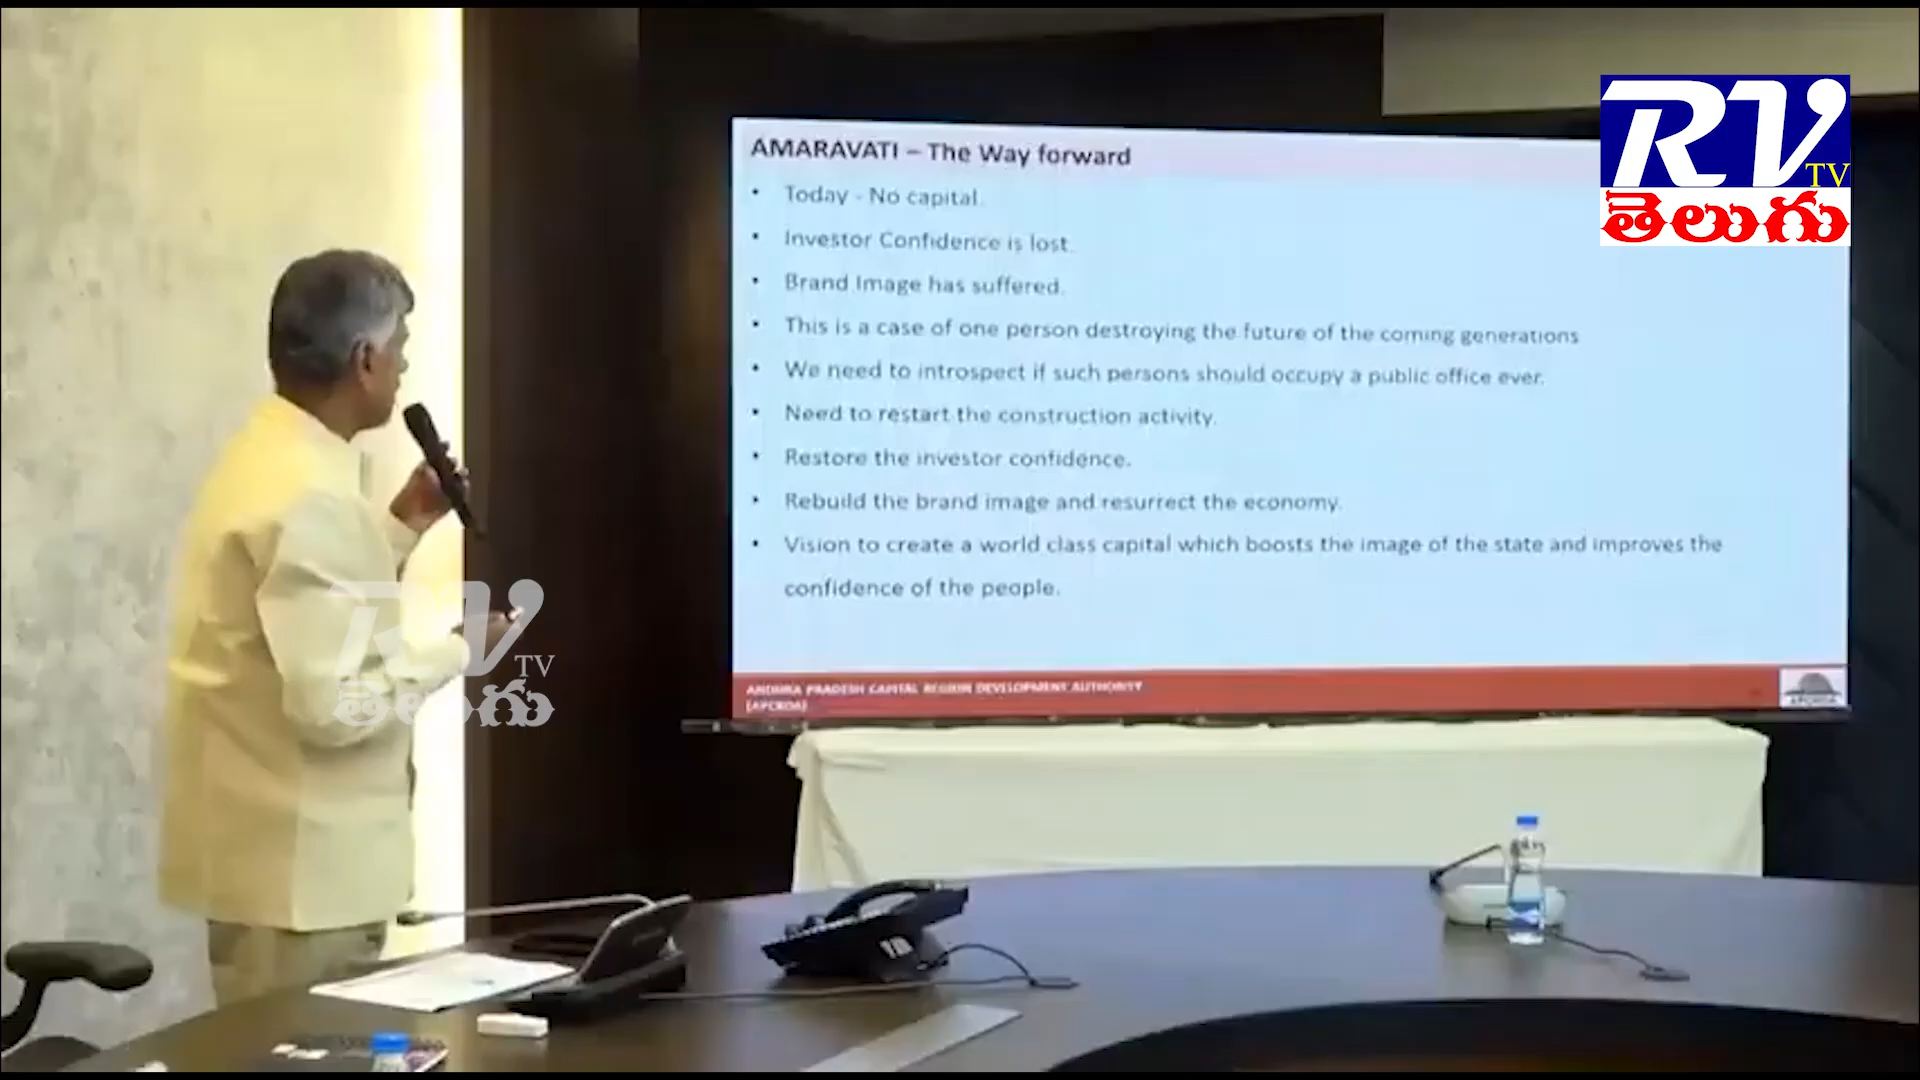 RV
TV
తెలుగు
AMARAVATI – The Way forward
• Today - No capital.
• Investor Confidence is lost.
• Brand Image has suffered.
• This is a case of one person destroying the future of the coming generations
• We need to introspect if such persons should occupy a public office ever.
• Need to restart the construction activity.
• Restore the investor confidence.
• Rebuild the brand image and resurrect the economy.
• Vision to create a world class capital which boosts the image of the state and improves the
confidence of the people.
ANDHRA PRADESH CAPITAL REGION DEVELOPMENT AUTHORITY
(APCRDA)
APCRDA
RV
TV
తెలుగు